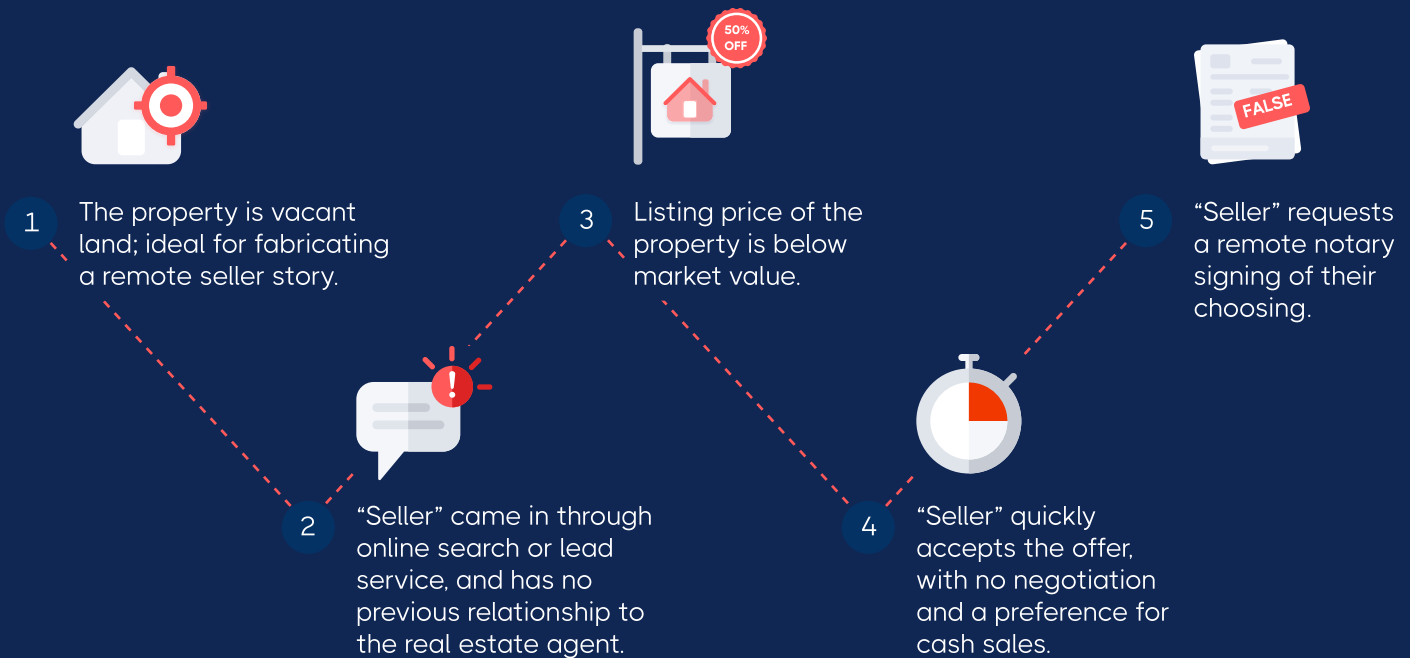 50%
OFF
FALSE
1
The property is vacant
land; ideal for fabricating
a remote seller story.
2
“Seller” came in through
online search or lead
service, and has no
previous relationship to
the real estate agent.
3
Listing price of the
property is below
market value.
4
“Seller” quickly
accepts the offer,
with no negotiation
and a preference for
cash sales.
5
“Seller” requests
a remote notary
signing of their
choosing.